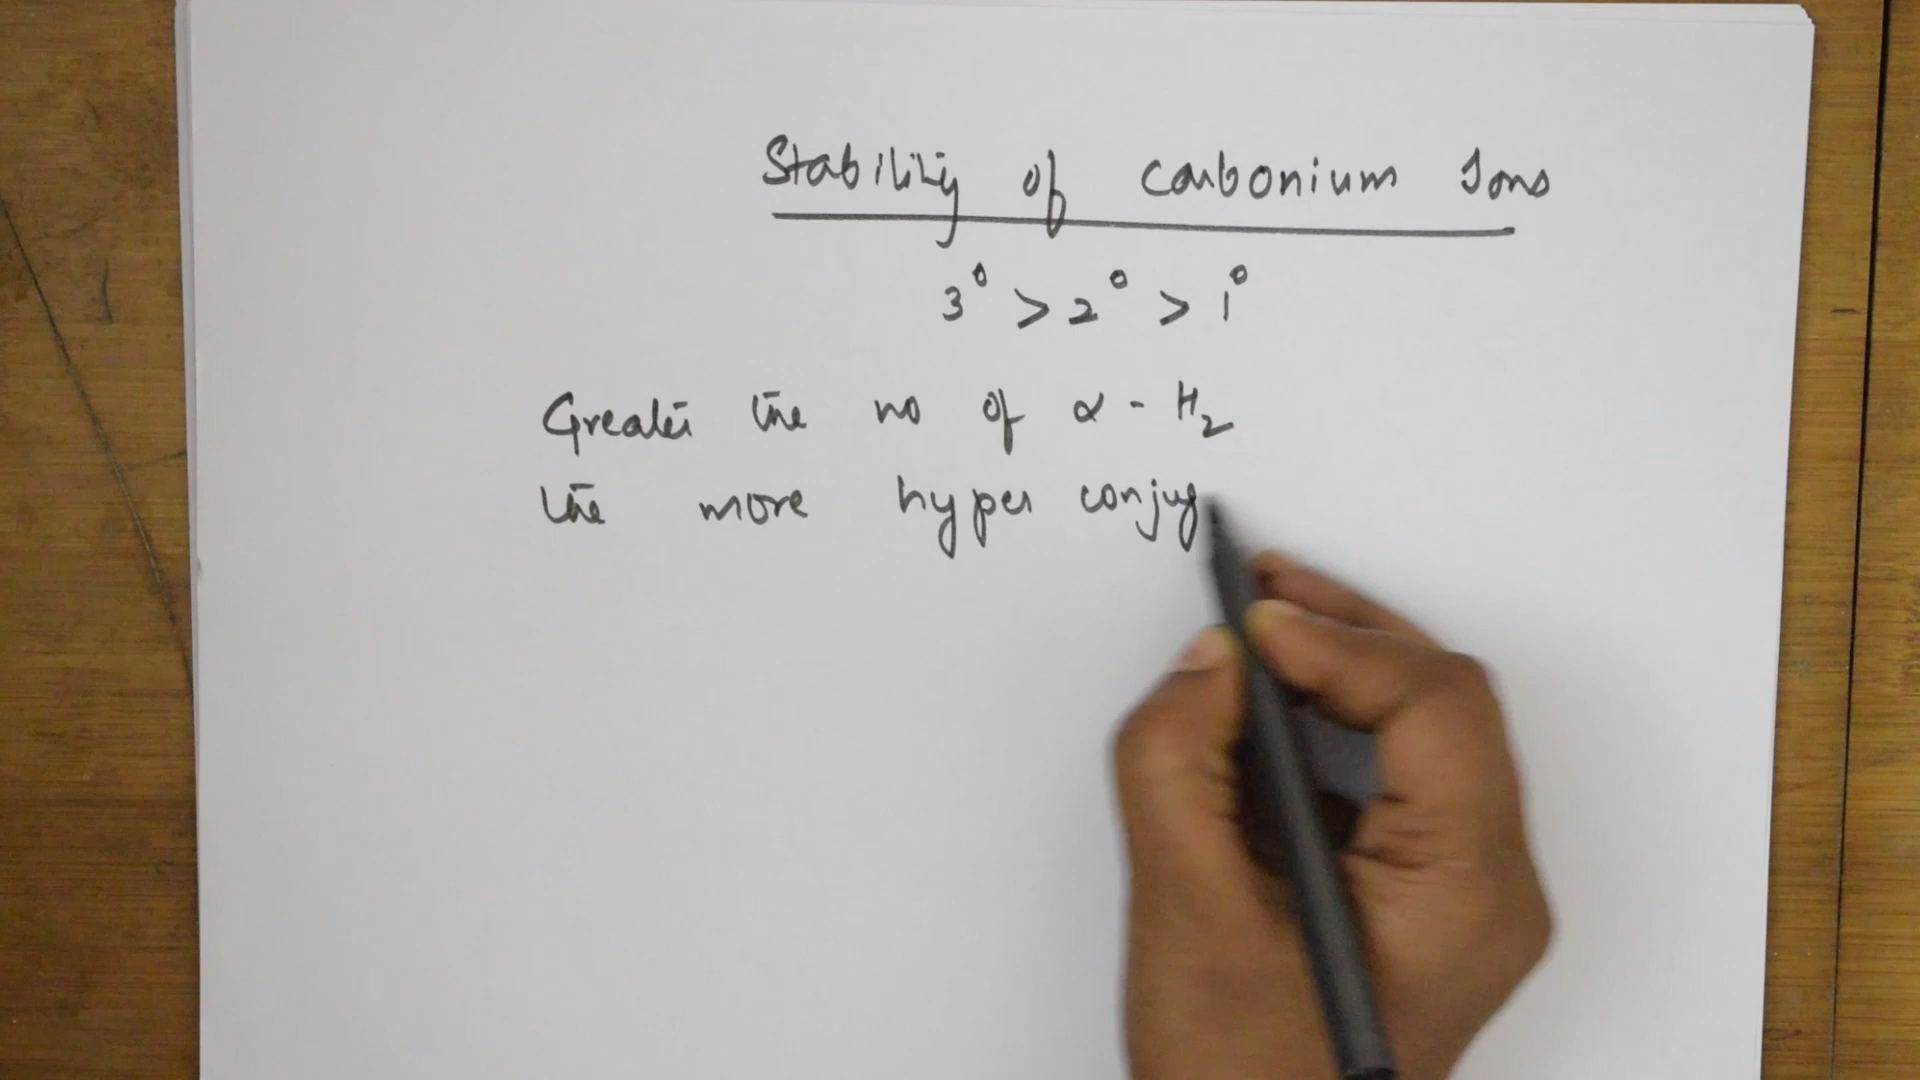 Stability of Carbonium Ions
3° > 2° > 1°
Greater the no of α - H2
the more hyper conjug